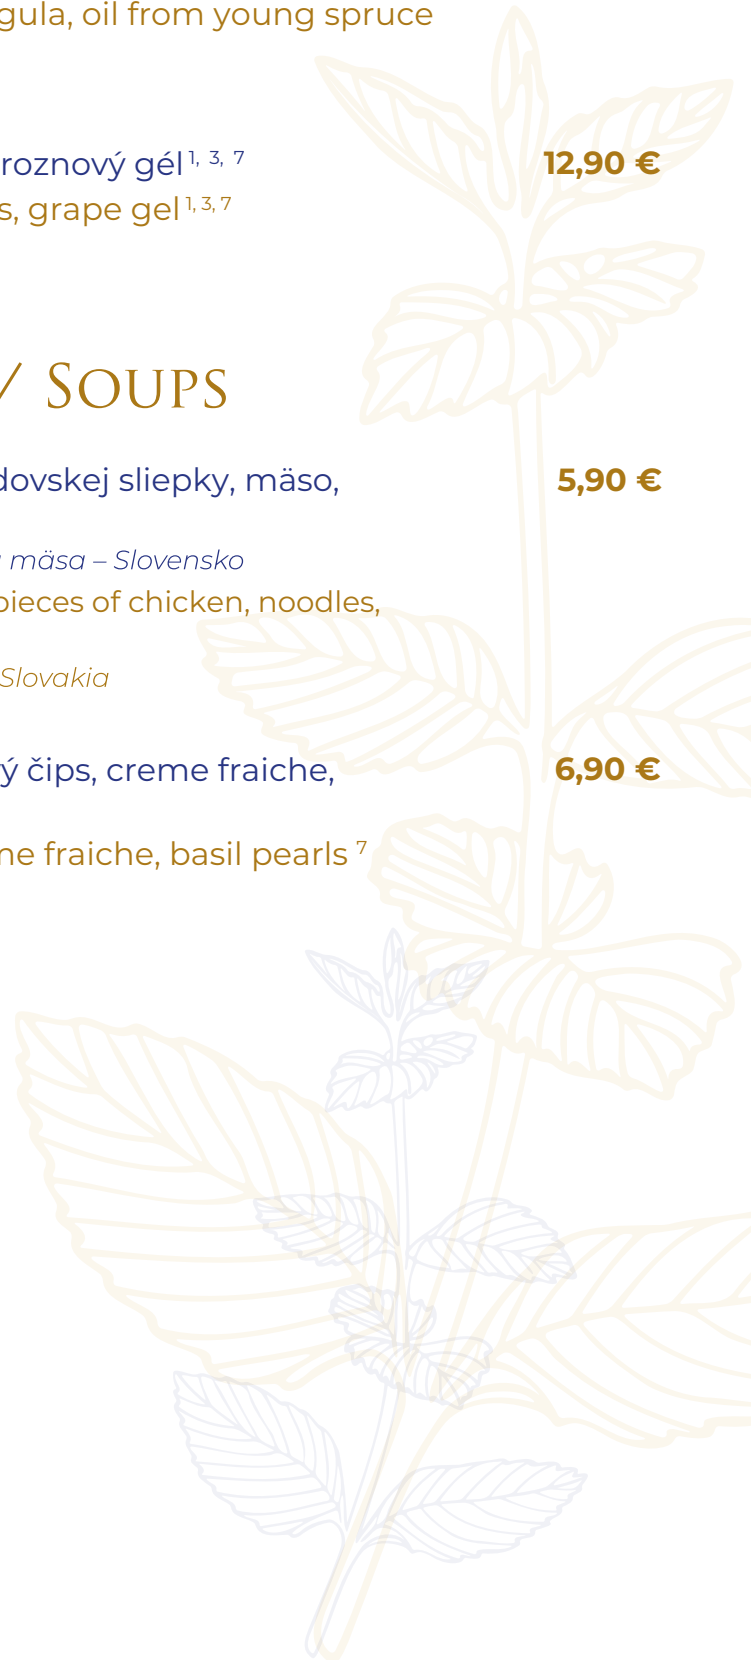 gula, oil from young spruce
roznový gél 1, 3, 7 12,90 €
s, grape gel 1, 3, 7
/ Soups
dovskej sliepky, mäso, 5,90 €
mäsa – Slovensko
pieces of chicken, noodles,
Slovakia
ý čips, creme fraiche, 6,90 €
me fraiche, basil pearls 7